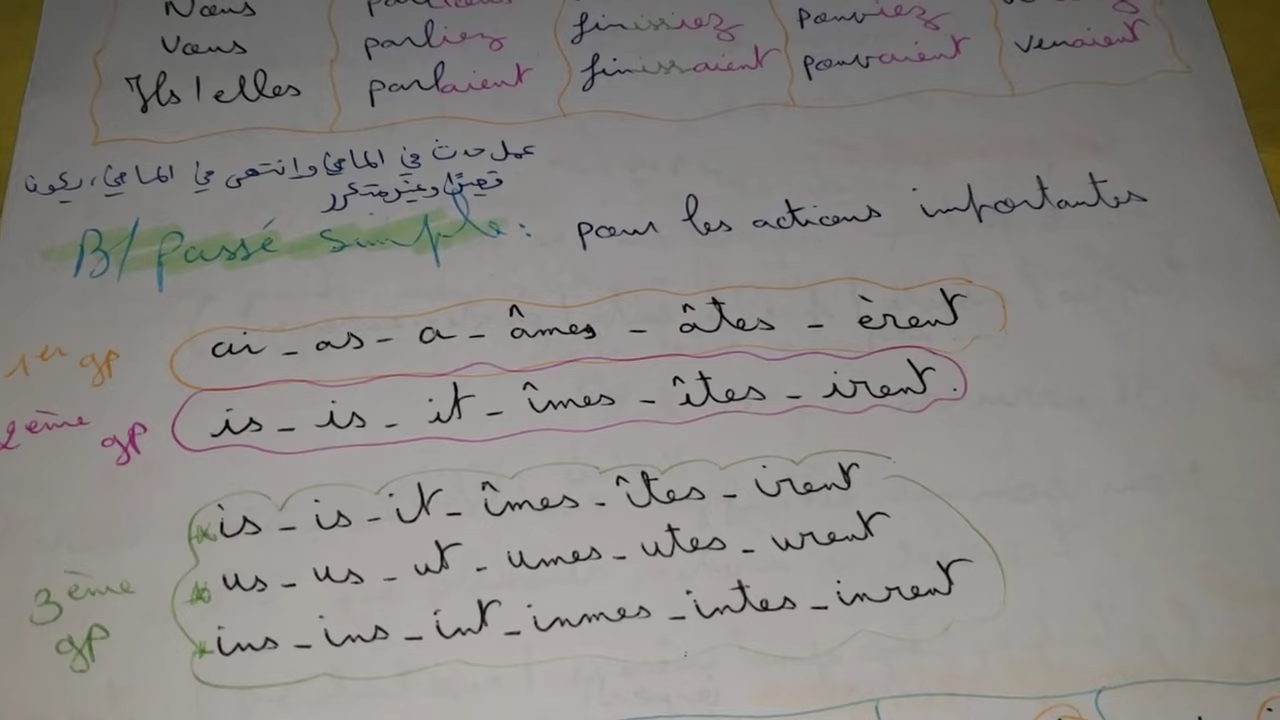 Nous
Vous parliez finissiez pouviez
Ils / elles parlaient finissaient pouvaient venaient
عمل حدث في الماضي وانتهى في الماضي، يكون
قصيرًا وغير متكرر
B/ Passé Simple : pour les actions importantes
1er gp ai - as - a - âmes - âtes - èrent
2ème gp is - is - it - îmes - îtes - irent.
3ème gp
* is - is - it - îmes - îtes - irent
* us - us - ut - umes - utes - urent
* ins - ins - int - inmes - intes - inrent